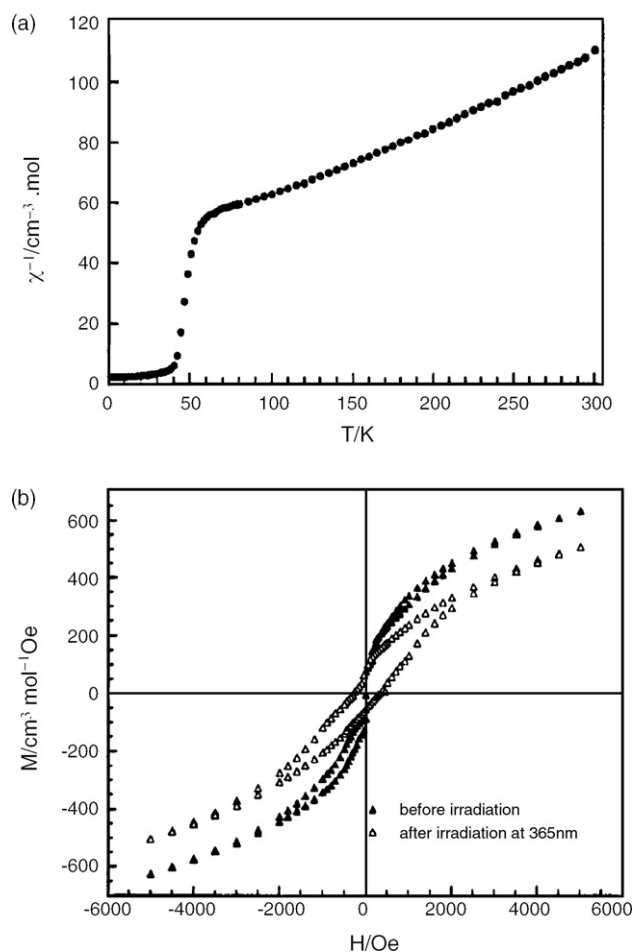 (a)
120
100
80
60
40
20
0
χ⁻¹/cm⁻³ .mol
0 50 100 150 200 250 300
T/K
(b)
600
400
200
0
-200
-400
-600
M/cm³ mol⁻¹Oe
before irradiation
after irradiation at 365nm
-6000 -4000 -2000 0 2000 4000 6000
H/Oe